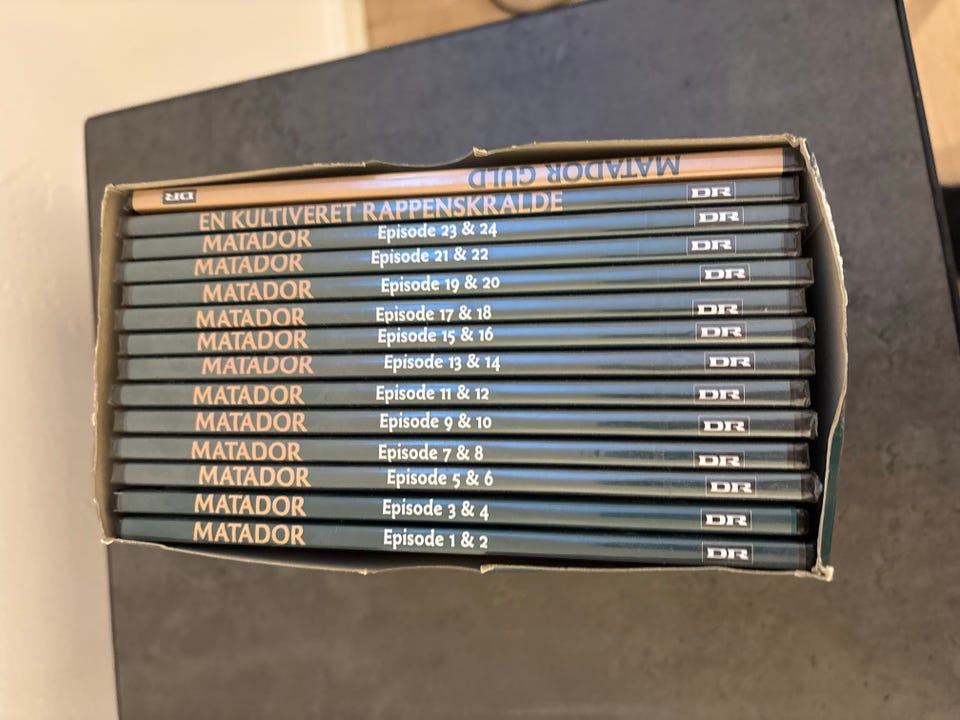 MATADOR GULD DR
EN KULTIVERET RAPPENSKRALDE DR
MATADOR Episode 23 & 24 DR
MATADOR Episode 21 & 22 DR
MATADOR Episode 19 & 20 DR
MATADOR Episode 17 & 18 DR
MATADOR Episode 15 & 16 DR
MATADOR Episode 13 & 14 DR
MATADOR Episode 11 & 12 DR
MATADOR Episode 9 & 10 DR
MATADOR Episode 7 & 8 DR
MATADOR Episode 5 & 6 DR
MATADOR Episode 3 & 4 DR
MATADOR Episode 1 & 2 DR